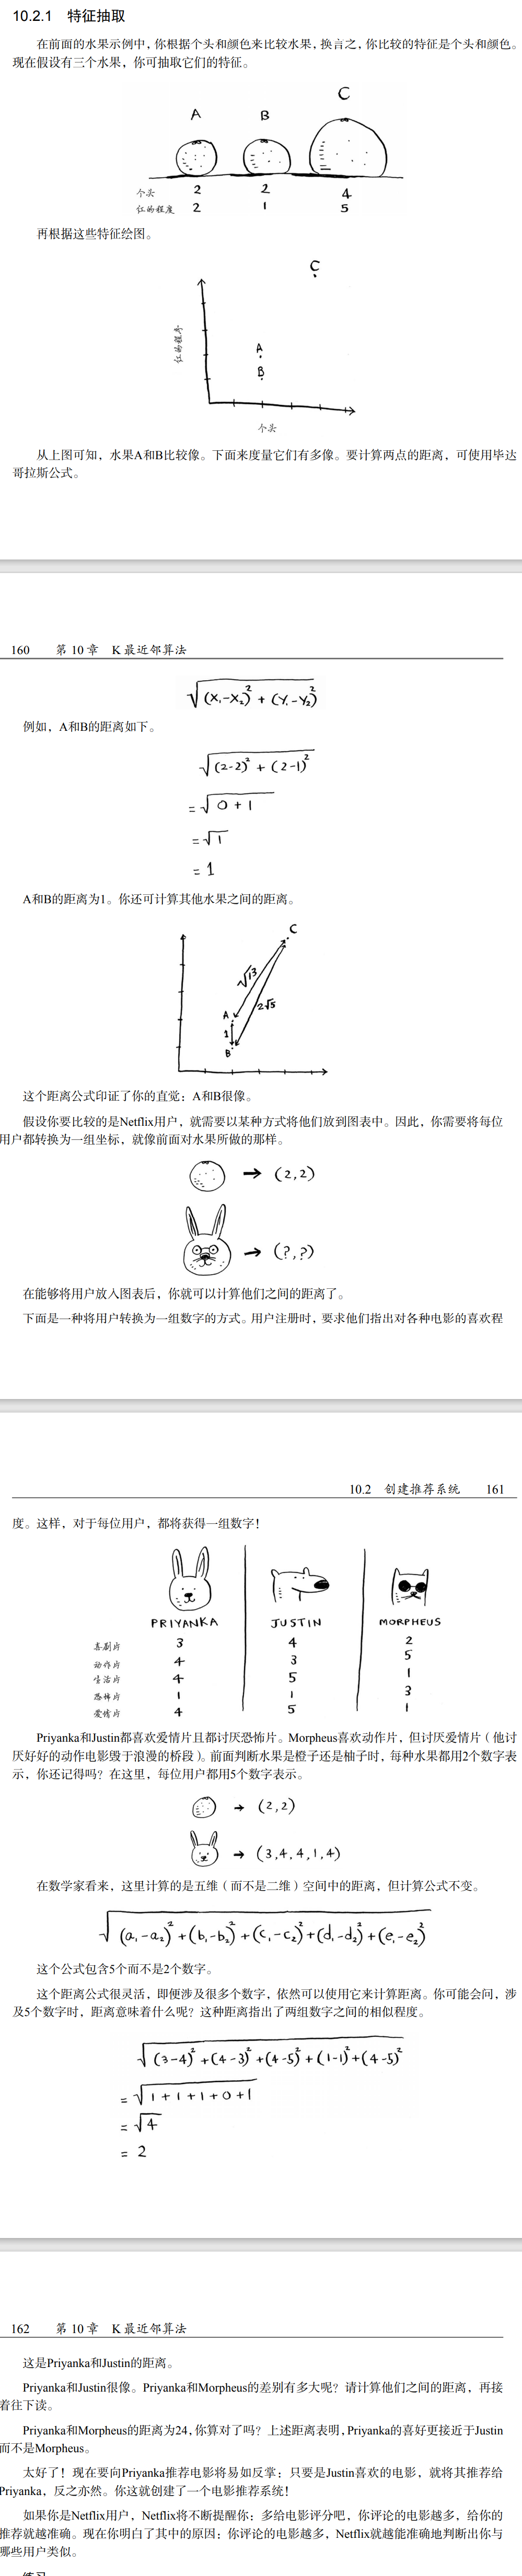 10.2.1 特征抽取
在前面的水果示例中，你根据个头和颜色来比较水果，换言之，你比较的特征是个头和颜色。
现在假设有三个水果，你可抽取它们的特征。
A B C
个头 2 2 4
红的程度 2 1 5
再根据这些特征绘图。
C
红的程度
A
B
个头
从上图可知，水果A和B比较像。下面来度量它们有多像。要计算两点的距离，可使用毕达
哥拉斯公式。
160 第 10 章 K 最近邻算法
√(X₁-X₂)² + (Y₁-Y₂)²
例如，A和B的距离如下。
√(2-2)² + (2-1)²
= √0 + 1
= √1
= 1
A和B的距离为1。你还可计算其他水果之间的距离。
C
√13
2√5
A
1
B
这个距离公式印证了你的直觉：A和B很像。
假设你要比较的是Netflix用户，就需要以某种方式将他们放到图表中。因此，你需要将每位
用户都转换为一组坐标，就像前面对水果所做的那样。
→ (2,2)
→ (?,?)
在能够将用户放入图表后，你就可以计算他们之间的距离了。
下面是一种将用户转换为一组数字的方式。用户注册时，要求他们指出对各种电影的喜欢程
10.2 创建推荐系统 161
度。这样，对于每位用户，都将获得一组数字！
PRIYANKA JUSTIN MORPHEUS
喜剧片 3 4 2
动作片 4 3 5
生活片 4 5 1
恐怖片 1 1 3
爱情片 4 5 1
Priyanka和Justin都喜欢爱情片且都讨厌恐怖片。Morpheus喜欢动作片，但讨厌爱情片（他讨
厌好好的动作电影毁于浪漫的桥段）。前面判断水果是橙子还是柚子时，每种水果都用2个数字表
示，你还记得吗？在这里，每位用户都用5个数字表示。
→ (2,2)
→ (3,4,4,1,4)
在数学家看来，这里计算的是五维（而不是二维）空间中的距离，但计算公式不变。
√(a₁-a₂)² + (b₁-b₂)² + (c₁-c₂)² + (d₁-d₂)² + (e₁-e₂)²
这个公式包含5个而不是2个数字。
这个距离公式很灵活，即便涉及很多个数字，依然可以使用它来计算距离。你可能会问，涉
及5个数字时，距离意味着什么呢？这种距离指出了两组数字之间的相似程度。
√(3-4)² + (4-3)² + (4-5)² + (1-1)² + (4-5)²
= √1 + 1 + 1 + 0 + 1
= √4
= 2
162 第 10 章 K 最近邻算法
这是Priyanka和Justin的距离。
Priyanka和Justin很像。Priyanka和Morpheus的差别有多大呢？请计算他们之间的距离，再接
着往下读。
Priyanka和Morpheus的距离为24，你算对了吗？上述距离表明，Priyanka的喜好更接近于Justin
而不是Morpheus。
太好了！现在要向Priyanka推荐电影将易如反掌：只要是Justin喜欢的电影，就将其推荐给
Priyanka，反之亦然。你这就创建了一个电影推荐系统！
如果你是Netflix用户，Netflix将不断提醒你：多给电影评分吧，你评论的电影越多，给你的
推荐就越准确。现在你明白了其中的原因：你评论的电影越多，Netflix就越能准确地判断出你与
哪些用户类似。